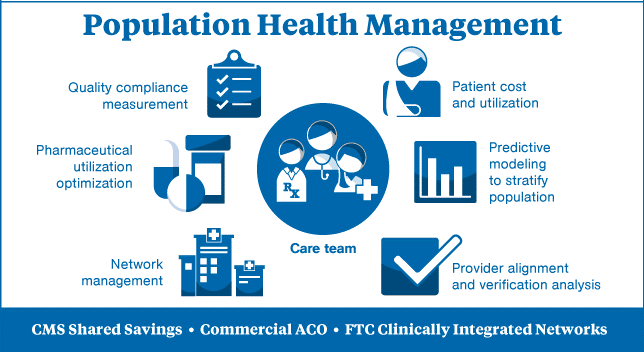 Population Health Management
Quality compliance
measurement
Patient cost
and utilization
Pharmaceutical
utilization
optimization
Predictive
modeling
to stratify
population
RX
Care team
Network
management
Provider alignment
and verification analysis
CMS Shared Savings • Commercial ACO • FTC Clinically Integrated Networks